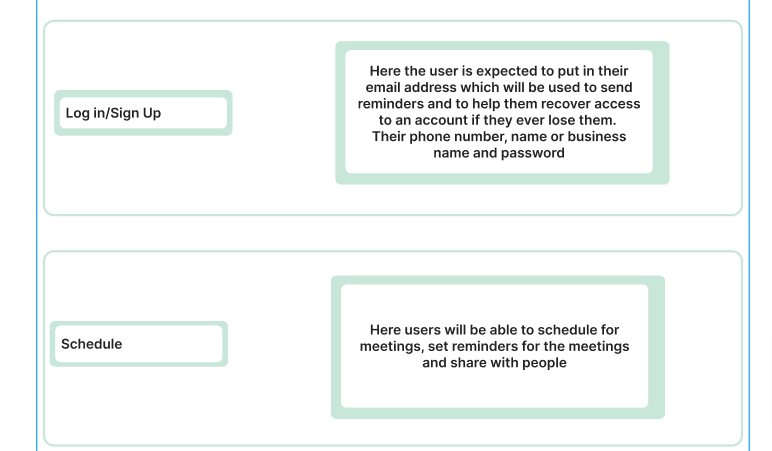 Log in/Sign Up
Here the user is expected to put in their
email address which will be used to send
reminders and to help them recover access
to an account if they ever lose them.
Their phone number, name or business
name and password
Schedule
Here users will be able to schedule for
meetings, set reminders for the meetings
and share with people